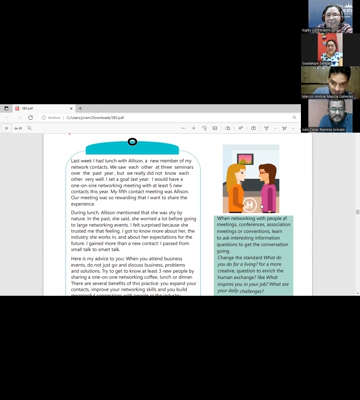 SB3.pdf
C:/Users/jcram/Downloads/SB3.pdf
Last week I had lunch with Allison, a new member of my
network contacts. We saw each other at three seminars
over the past year, but we really did not know each
other very well. I set a goal last year. I would have a
one-on-one networking meeting with at least 5 new
contacts this year. My fifth contact meeting was Allison.
Our meeting was so rewarding that I want to share the
experience.
During lunch, Allison mentioned that she was shy by
nature. In the past, she said, she worried a lot before going
to large networking events. I felt surprised because she
trusted me that feeling. I got to know more about her, the
industry she works in, and about her expectations for the
future. I gained more than a new contact: I passed from
small talk to smart talk.
Here is my advice to you: When you attend business
events, do not just go and discuss business, problems
and solutions. Try to get to know at least 3 new people by
sharing a one-on-one networking coffee, lunch or dinner.
There are several benefits of this practice: you expand your
contacts, improve your networking skills and you build
When networking with people at
meetings, conferences, association
meetings or conventions, learn
to ask interesting information
questions to get the conversation
going.
Change the standard What do
you do for a living? for a more
creative, question to enrich the
human exchange? like What
inspires you in your job? What are
your daily challenges?